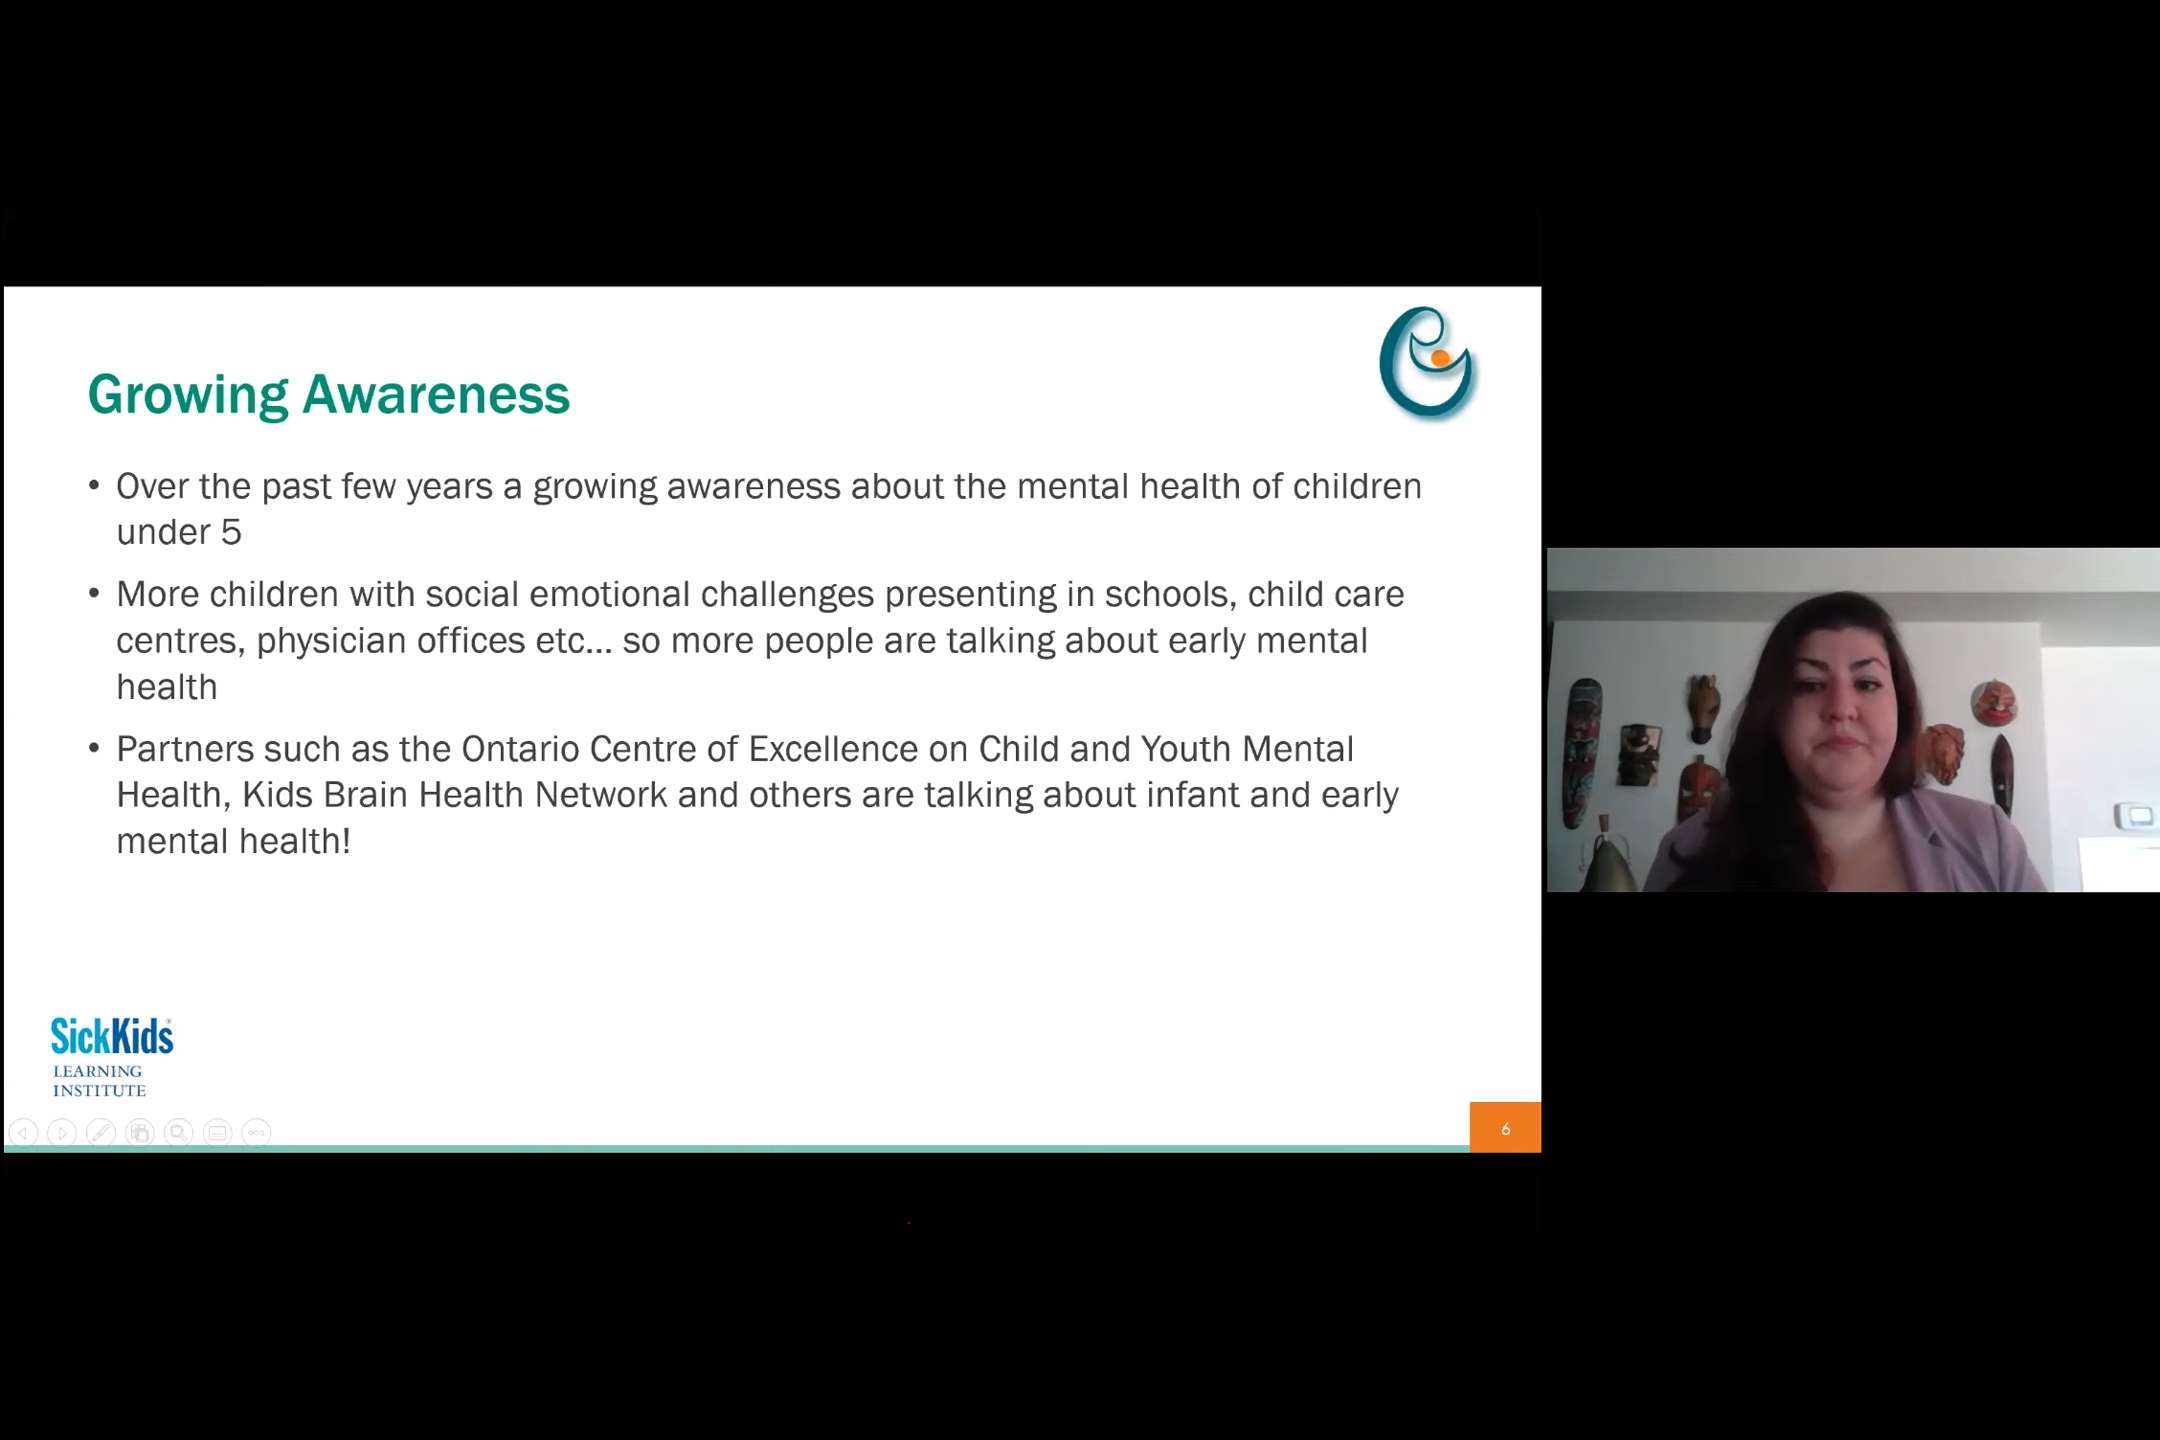 Growing Awareness
• Over the past few years a growing awareness about the mental health of children
under 5
• More children with social emotional challenges presenting in schools, child care
centres, physician offices etc... so more people are talking about early mental
health
• Partners such as the Ontario Centre of Excellence on Child and Youth Mental
Health, Kids Brain Health Network and others are talking about infant and early
mental health!
SickKids®
LEARNING
INSTITUTE
6